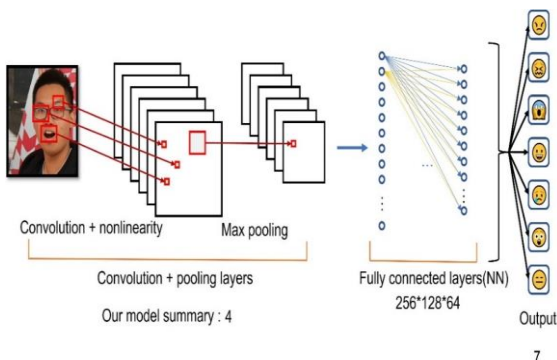 Convolution + nonlinearity
Max pooling
Convolution + pooling layers
Our model summary : 4
Fully connected layers(NN)
256*128*64
Output
7